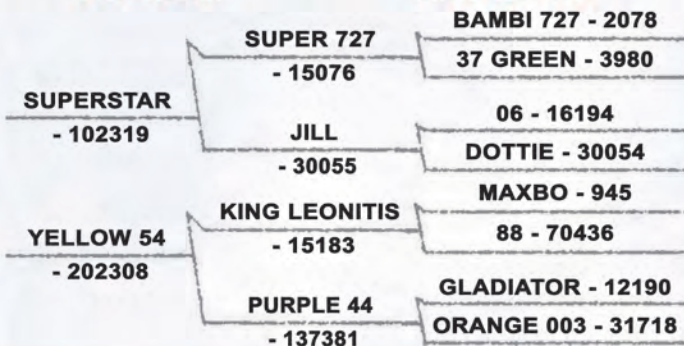 SUPERSTAR
- 102319
SUPER 727
- 15076
BAMBI 727 - 2078
37 GREEN - 3980
JILL
- 30055
06 - 16194
DOTTIE - 30054
YELLOW 54
- 202308
KING LEONITIS
- 15183
MAXBO - 945
88 - 70436
PURPLE 44
- 137381
GLADIATOR - 12190
ORANGE 003 - 31718